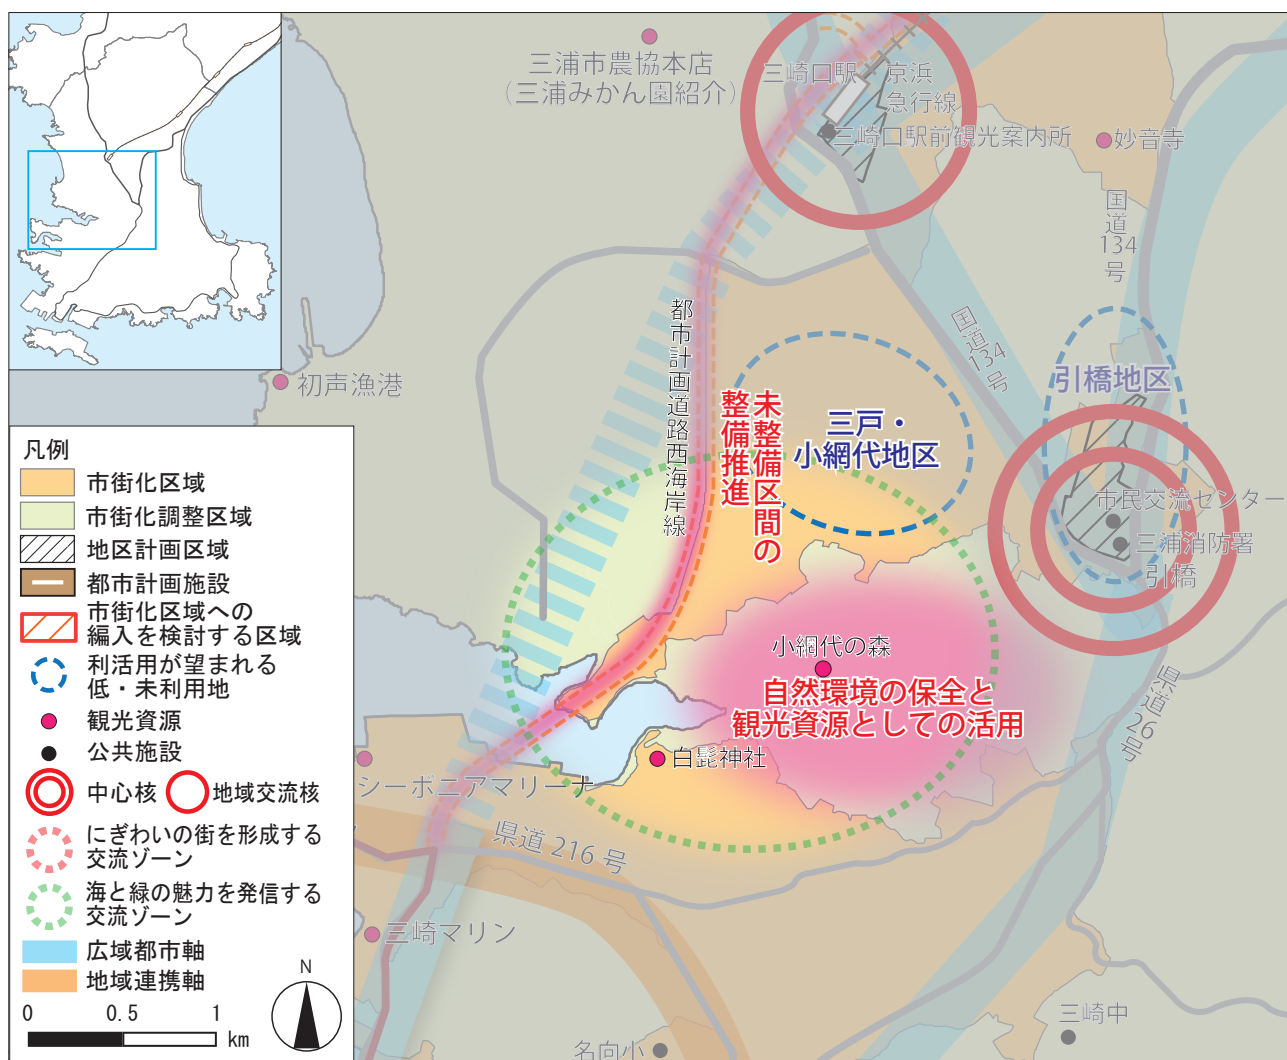 三浦市農協本店
（三浦みかん園紹介）
三崎口駅
京浜
急行線
三崎口駅前観光案内所
妙音寺
国道134号
国道134号
都市計画道路西海岸線
初声漁港
未整備区間の
整備推進
三戸・
小網代地区
引橋地区
市民交流センター
三浦消防署
引橋
小網代の森
自然環境の保全と
観光資源としての活用
白髭神社
シーボニアマリーナ
県道26号
県道216号
三崎マリン
三崎中
名向小
凡例
市街化区域
市街化調整区域
地区計画区域
都市計画施設
市街化区域への
編入を検討する区域
利活用が望まれる
低・未利用地
観光資源
公共施設
中心核
地域交流核
にぎわいの街を形成する
交流ゾーン
海と緑の魅力を発信する
交流ゾーン
広域都市軸
地域連携軸
0 0.5 1
km
N